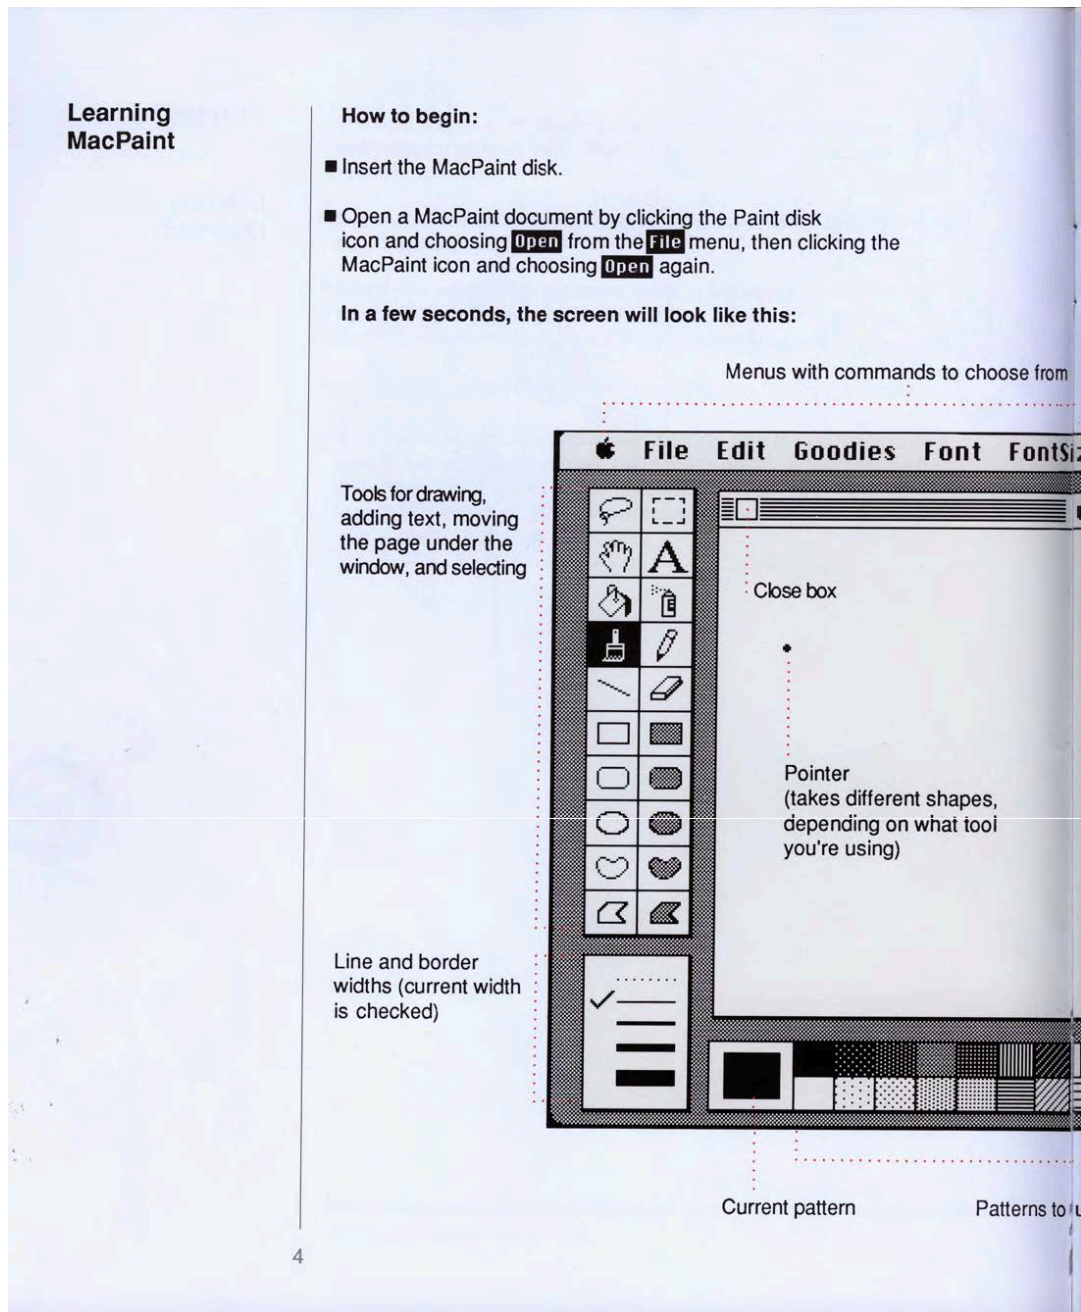 Learning
MacPaint
How to begin:
■ Insert the MacPaint disk.
■ Open a MacPaint document by clicking the Paint disk
icon and choosing Open from the File menu, then clicking the
MacPaint icon and choosing Open again.
In a few seconds, the screen will look like this:
Menus with commands to choose from
File Edit Goodies Font FontSiz
Tools for drawing,
adding text, moving
the page under the
window, and selecting
A
Close box
Pointer
(takes different shapes,
depending on what tool
you're using)
Line and border
widths (current width
is checked)
Current pattern
Patterns to u
4